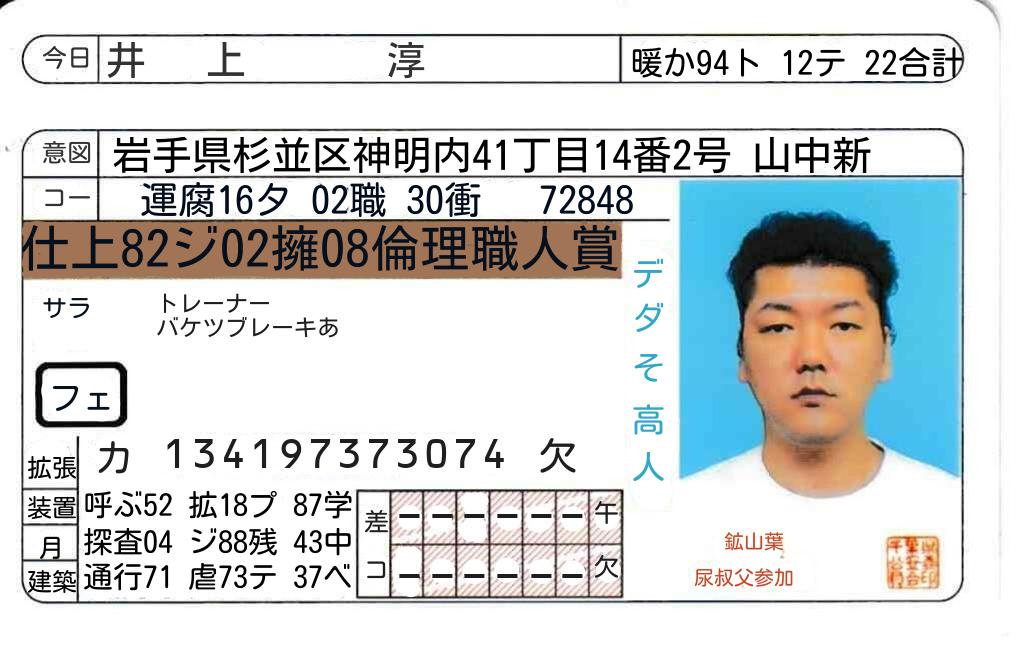 今日 井上 淳 暖か94ト 12テ 22合計
意図 岩手県杉並区神明内41丁目14番2号 山中新
コー 運腐16タ 02職 30衝 72848
仕上82ジ02擁08倫理職人賞
サラ トレーナー
バケツブレーキあ
フェ
デダそ高人
拡張 カ 134197373074 欠
装置 呼ぶ52 拡18プ 87学
月 探査04 ジ88残 43中
建築 通行71 虐73テ 37ベ
差 ー ー ー ー ー ー 午
コ ー ー ー ー ー ー 欠
鉱山葉
尿叔父参加